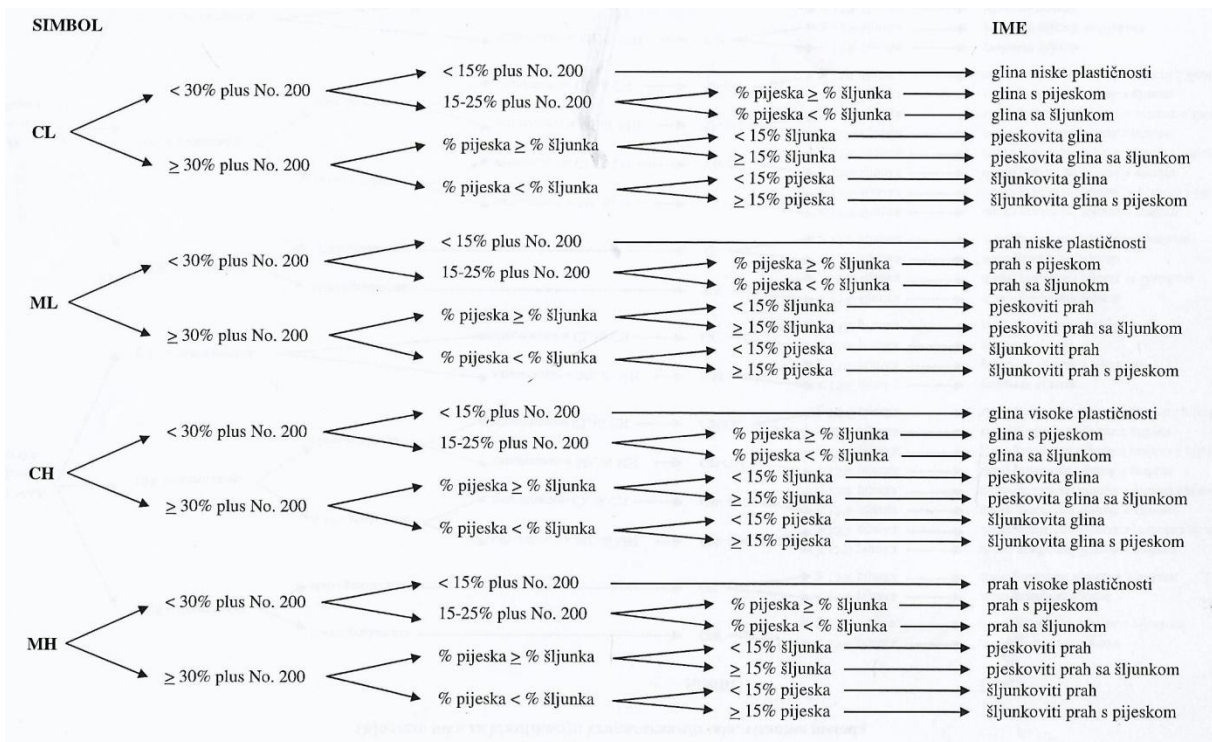 SIMBOL IME
< 15% plus No. 200 glina niske plastičnosti
< 30% plus No. 200 % pijeska ≥ % šljunka glina s pijeskom
15-25% plus No. 200
% pijeska < % šljunka glina sa šljunkom
CL
% pijeska ≥ % šljunka < 15% šljunka pjeskovita glina
≥ 15% šljunka pjeskovita glina sa šljunkom
≥ 30% plus No. 200
% pijeska < % šljunka < 15% pijeska šljunkovita glina
≥ 15% pijeska šljunkovita glina s pijeskom
< 15% plus No. 200 prah niske plastičnosti
< 30% plus No. 200 % pijeska ≥ % šljunka prah s pijeskom
15-25% plus No. 200
% pijeska < % šljunka prah sa šljunokm
ML
% pijeska ≥ % šljunka < 15% šljunka pjeskoviti prah
≥ 15% šljunka pjeskoviti prah sa šljunkom
≥ 30% plus No. 200
% pijeska < % šljunka < 15% pijeska šljunkoviti prah
≥ 15% pijeska šljunkoviti prah s pijeskom
< 15% plus No. 200 glina visoke plastičnosti
< 30% plus No. 200 % pijeska ≥ % šljunka glina s pijeskom
15-25% plus No. 200
% pijeska < % šljunka glina sa šljunkom
CH
% pijeska ≥ % šljunka < 15% šljunka pjeskovita glina
≥ 15% šljunka pjeskovita glina sa šljunkom
≥ 30% plus No. 200
% pijeska < % šljunka < 15% pijeska šljunkovita glina
≥ 15% pijeska šljunkovita glina s pijeskom
< 15% plus No. 200 prah visoke plastičnosti
< 30% plus No. 200 % pijeska ≥ % šljunka prah s pijeskom
15-25% plus No. 200
% pijeska < % šljunka prah sa šljunokm
MH
% pijeska ≥ % šljunka < 15% šljunka pjeskoviti prah
≥ 15% šljunka pjeskoviti prah sa šljunkom
≥ 30% plus No. 200
% pijeska < % šljunka < 15% pijeska šljunkoviti prah
≥ 15% pijeska šljunkoviti prah s pijeskom